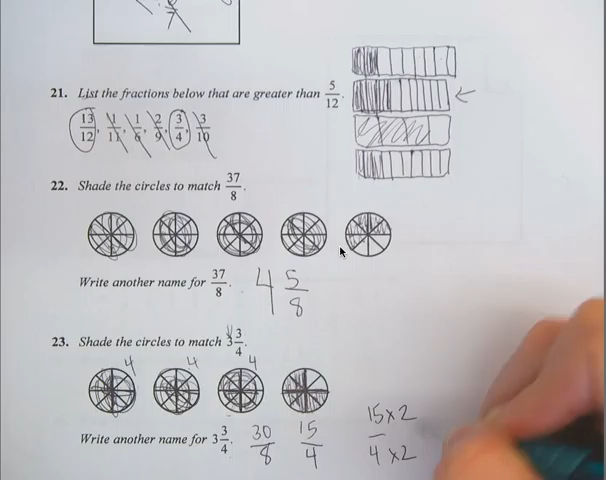 7
21. List the fractions below that are greater than 5/12.
13/12, 1/11, 1/6, 2/9, 3/4, 3/10
22. Shade the circles to match 37/8.
Write another name for 37/8. 4 5/8
23. Shade the circles to match 3 3/4.
4 4 4
Write another name for 3 3/4. 30/8 15/4 15×2/4×2